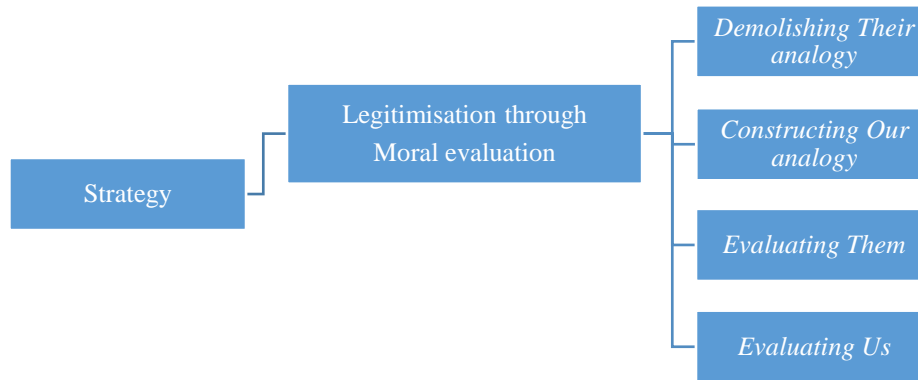 Strategy
Legitimisation through
Moral evaluation
Demolishing Their
analogy
Constructing Our
analogy
Evaluating Them
Evaluating Us